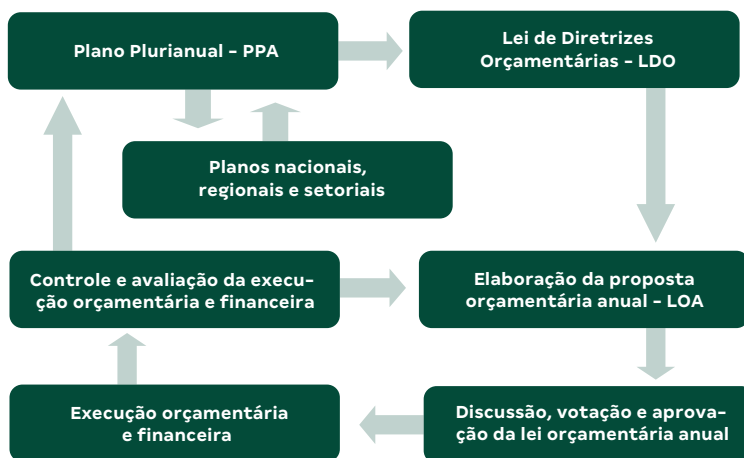 Plano Plurianual – PPA
Lei de Diretrizes
Orçamentárias – LDO
Planos nacionais,
regionais e setoriais
Controle e avaliação da execu-
ção orçamentária e financeira
Elaboração da proposta
orçamentária anual – LOA
Execução orçamentária
e financeira
Discussão, votação e aprova-
ção da lei orçamentária anual